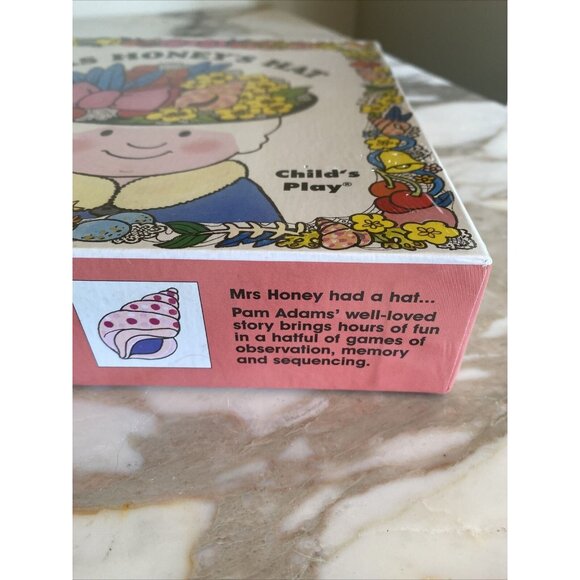 HONEY'S HAT
Child's
Play®
Mrs Honey had a hat...
Pam Adams' well-loved
story brings hours of fun
in a hatful of games of
observation, memory
and sequencing.